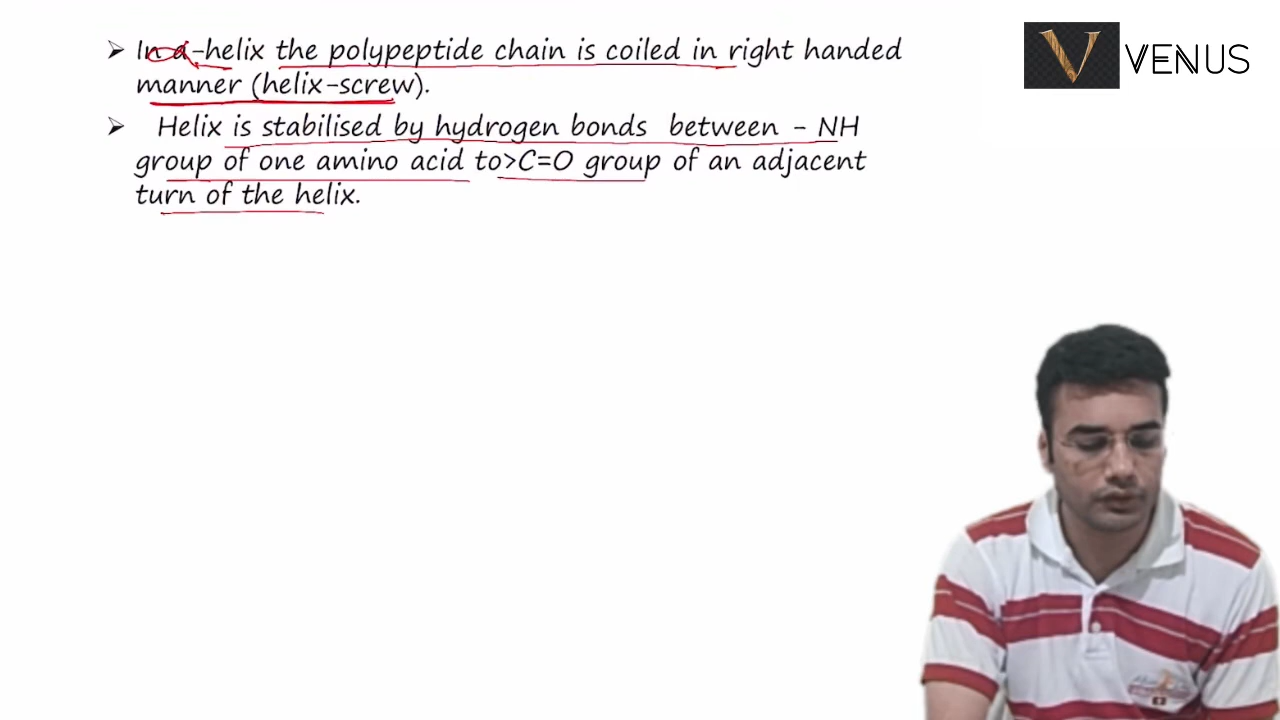 ➢ In α-helix the polypeptide chain is coiled in right handed
manner (helix-screw).
➢ Helix is stabilised by hydrogen bonds between - NH
group of one amino acid to>C=O group of an adjacent
turn of the helix.
V VENUS